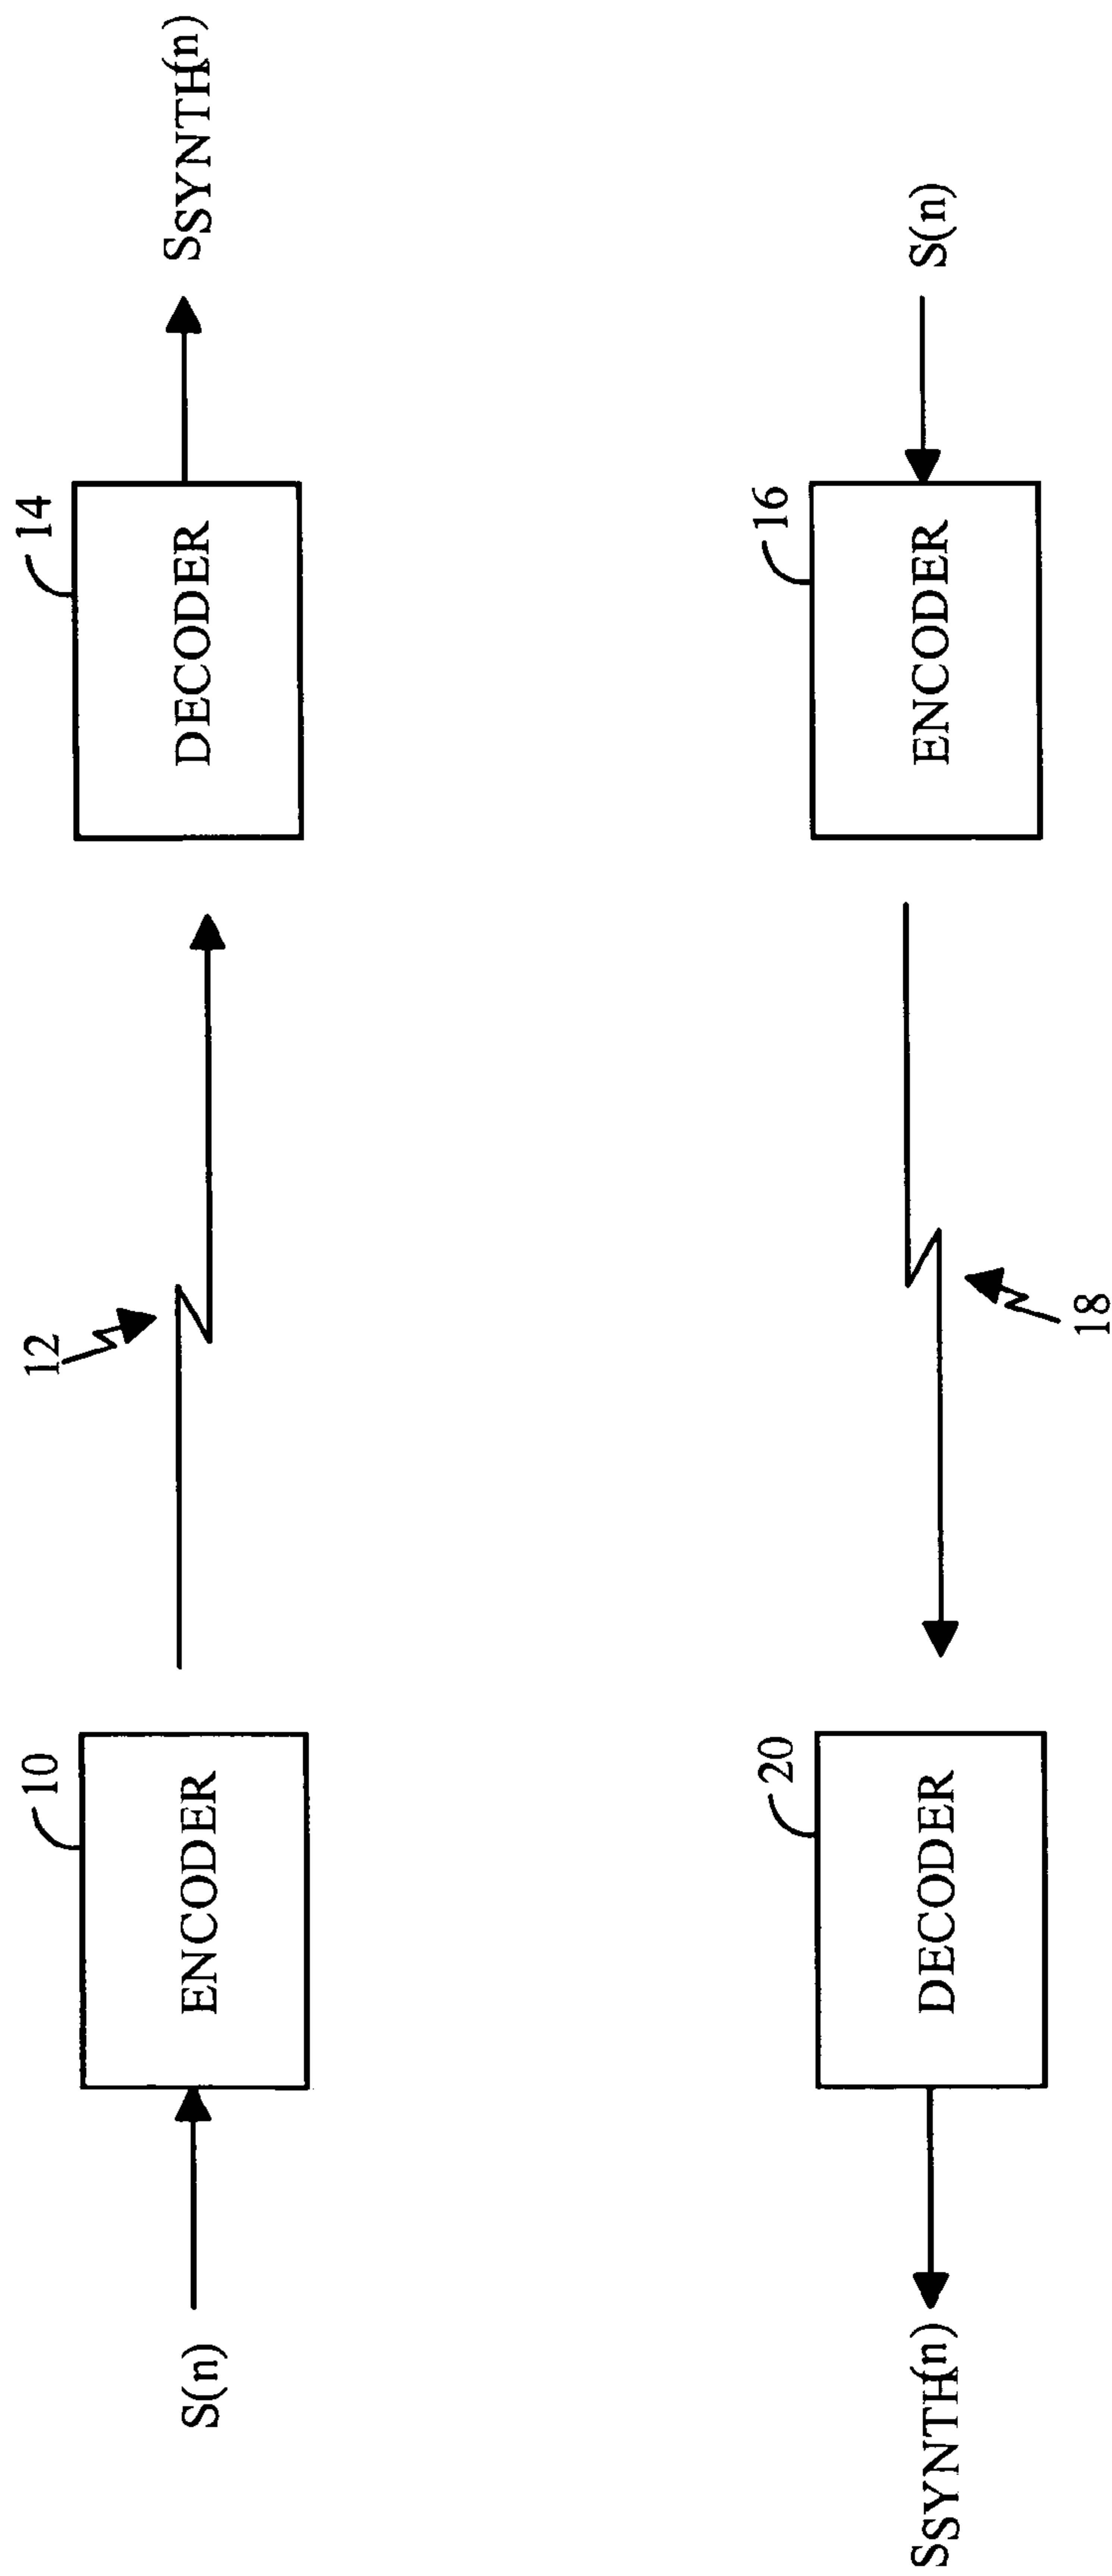 12
10
14
S(n)
ENCODER
DECODER
SSYNTH(n)
20
16
SSYNTH(n)
DECODER
ENCODER
S(n)
18